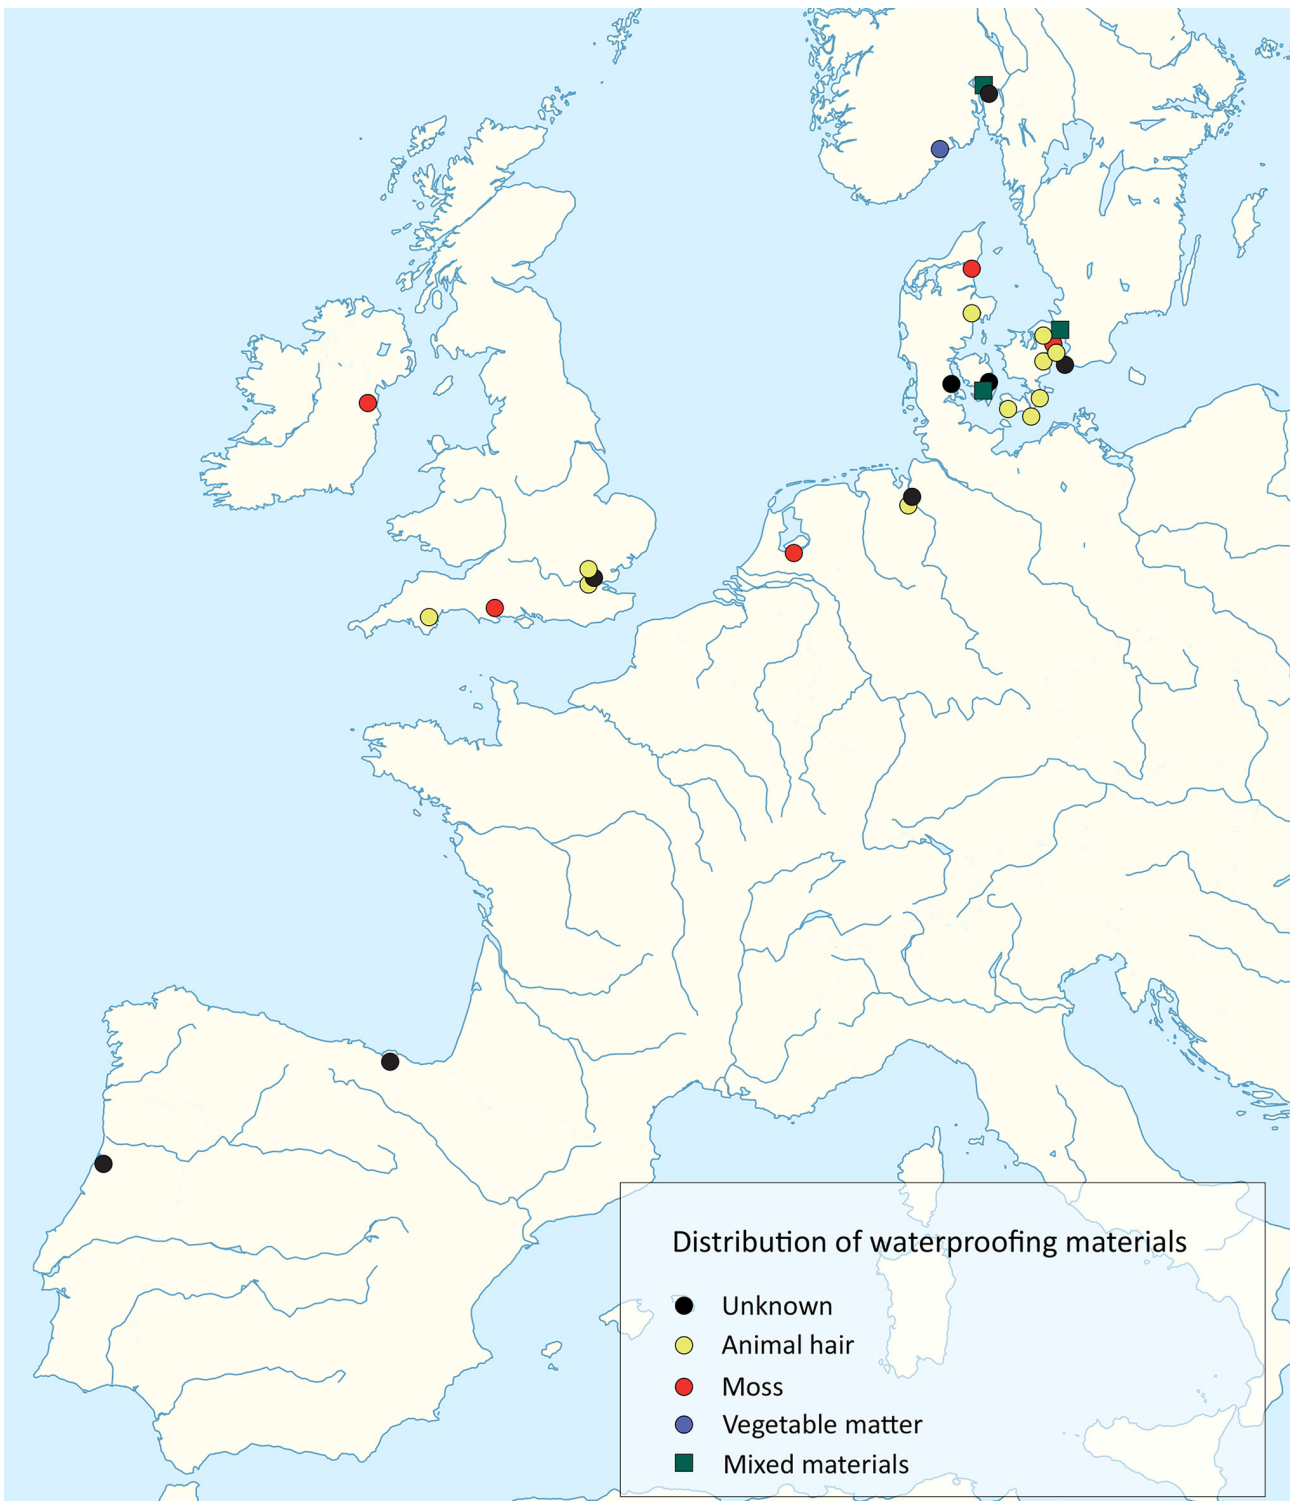 Distribution of waterproofing materials
Unknown
Animal hair
Moss
Vegetable matter
Mixed materials